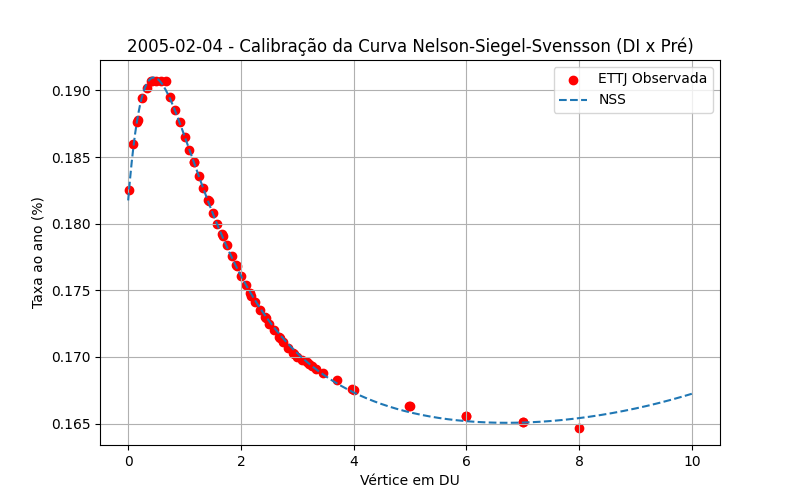 2005-02-04 - Calibração da Curva Nelson-Siegel-Svensson (DI x Pré)
ETTJ Observada
NSS
Taxa ao ano (%)
0.190
0.185
0.180
0.175
0.170
0.165
0 2 4 6 8 10
Vértice em DU